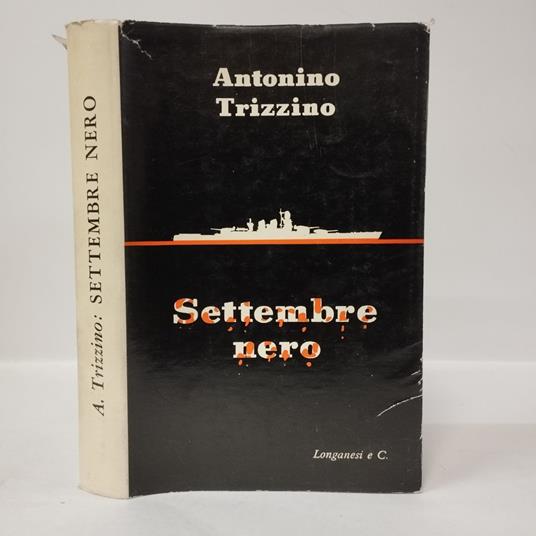 A. Trizzino: SETTEMBRE NERO
Antonino
Trizzino
Settembre
nero
Longanesi e C.